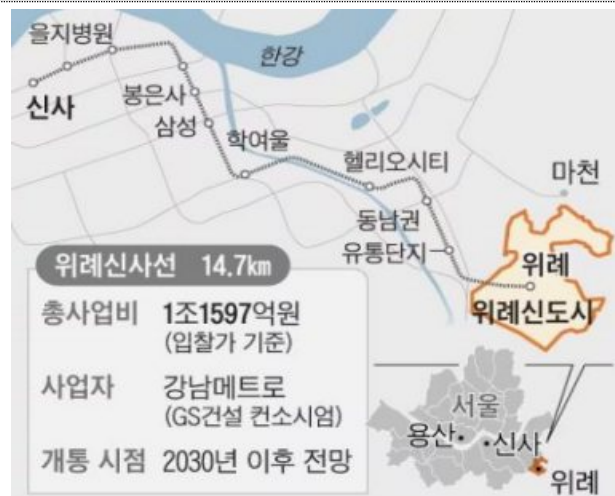 을지병원
한강
신사
봉은사
삼성
학여울
헬리오시티
마천
동남권
유통단지
위례
위례신도시
위례신사선 14.7km
총사업비 1조1597억원
(입찰가 기준)
사업자 강남메트로
(GS건설 컨소시엄)
개통 시점 2030년 이후 전망
서울
용산
신사
위례